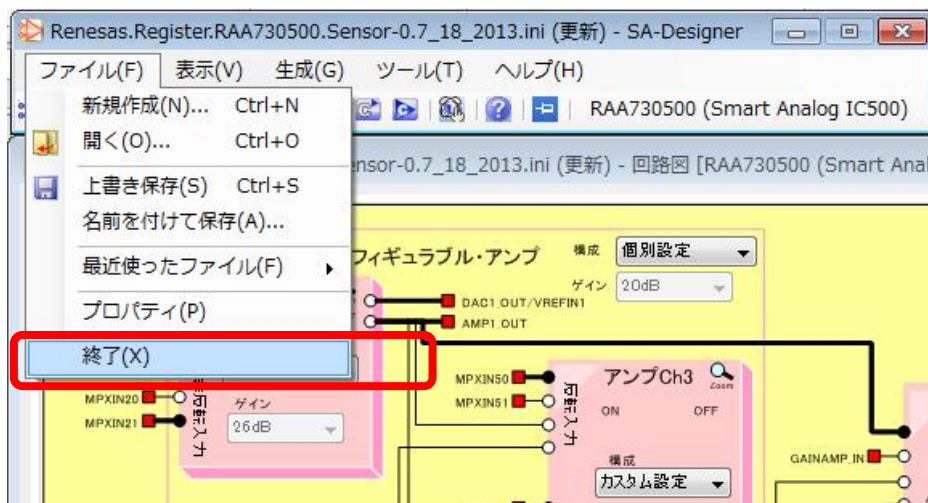 Renesas.Register.RAA730500.Sensor-0.7_18_2013.ini (更新) - SA-Designer
ファイル(F) 表示(V) 生成(G) ツール(T) ヘルプ(H)
RAA730500 (Smart Analog IC500)
新規作成(N)... Ctrl+N
開く(O)... Ctrl+O
上書き保存(S) Ctrl+S
名前を付けて保存(A)...
最近使ったファイル(F)
プロパティ(P)
終了(X)
nsor-0.7_18_2013.ini (更新) - 回路図 [RAA730500 (Smart Anal
フィギュラブル・アンプ
構成 個別設定
ゲイン 20dB
DAC1_OUT/VREFIN1
AMP1_OUT
MPXIN20
MPXIN21
反転入力
ゲイン
26dB
MPXIN50
MPXIN51
反転入力
アンプCh3
Zoom
ON OFF
構成
カスタム設定
GAINAMP_IN